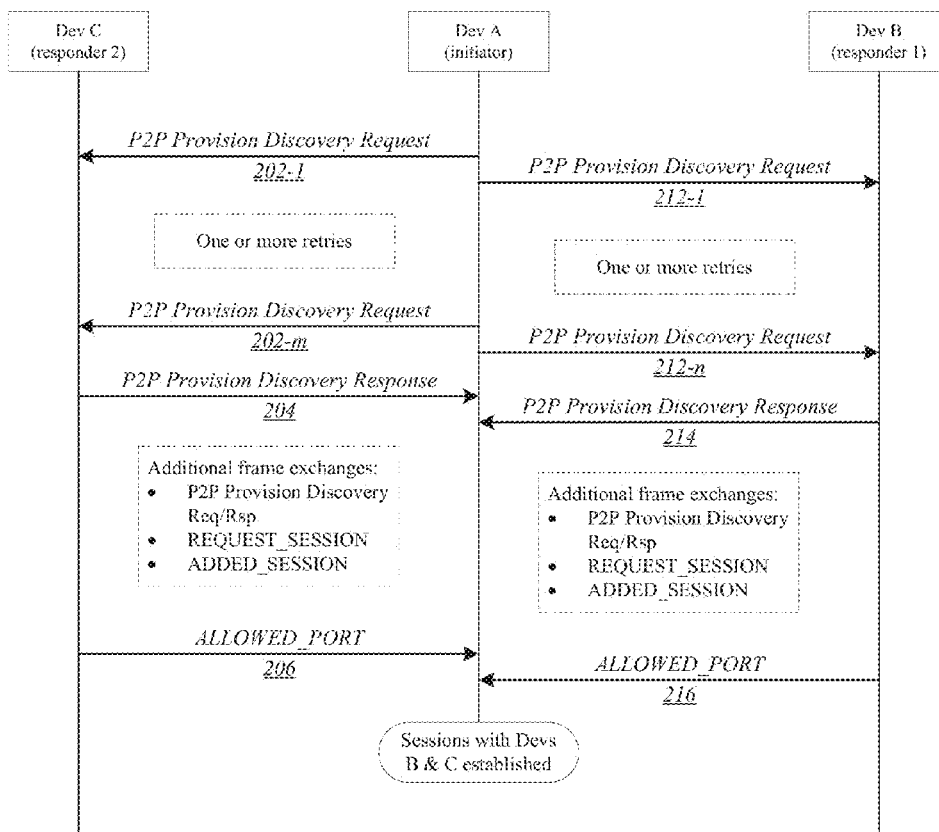 Dev C
(responder 2)
Dev A
(initiator)
Dev B
(responder 1)
P2P Provision Discovery Request
202-1
P2P Provision Discovery Request
212-1
One or more retries
One or more retries
P2P Provision Discovery Request
202-m
P2P Provision Discovery Request
212-n
P2P Provision Discovery Response
204
P2P Provision Discovery Response
214
Additional frame exchanges:
• P2P Provision Discovery
Req/Rsp
• REQUEST_SESSION
• ADDED_SESSION
Additional frame exchanges:
• P2P Provision Discovery
Req/Rsp
• REQUEST_SESSION
• ADDED_SESSION
ALLOWED_PORT
206
ALLOWED_PORT
216
Sessions with Devs
B & C established